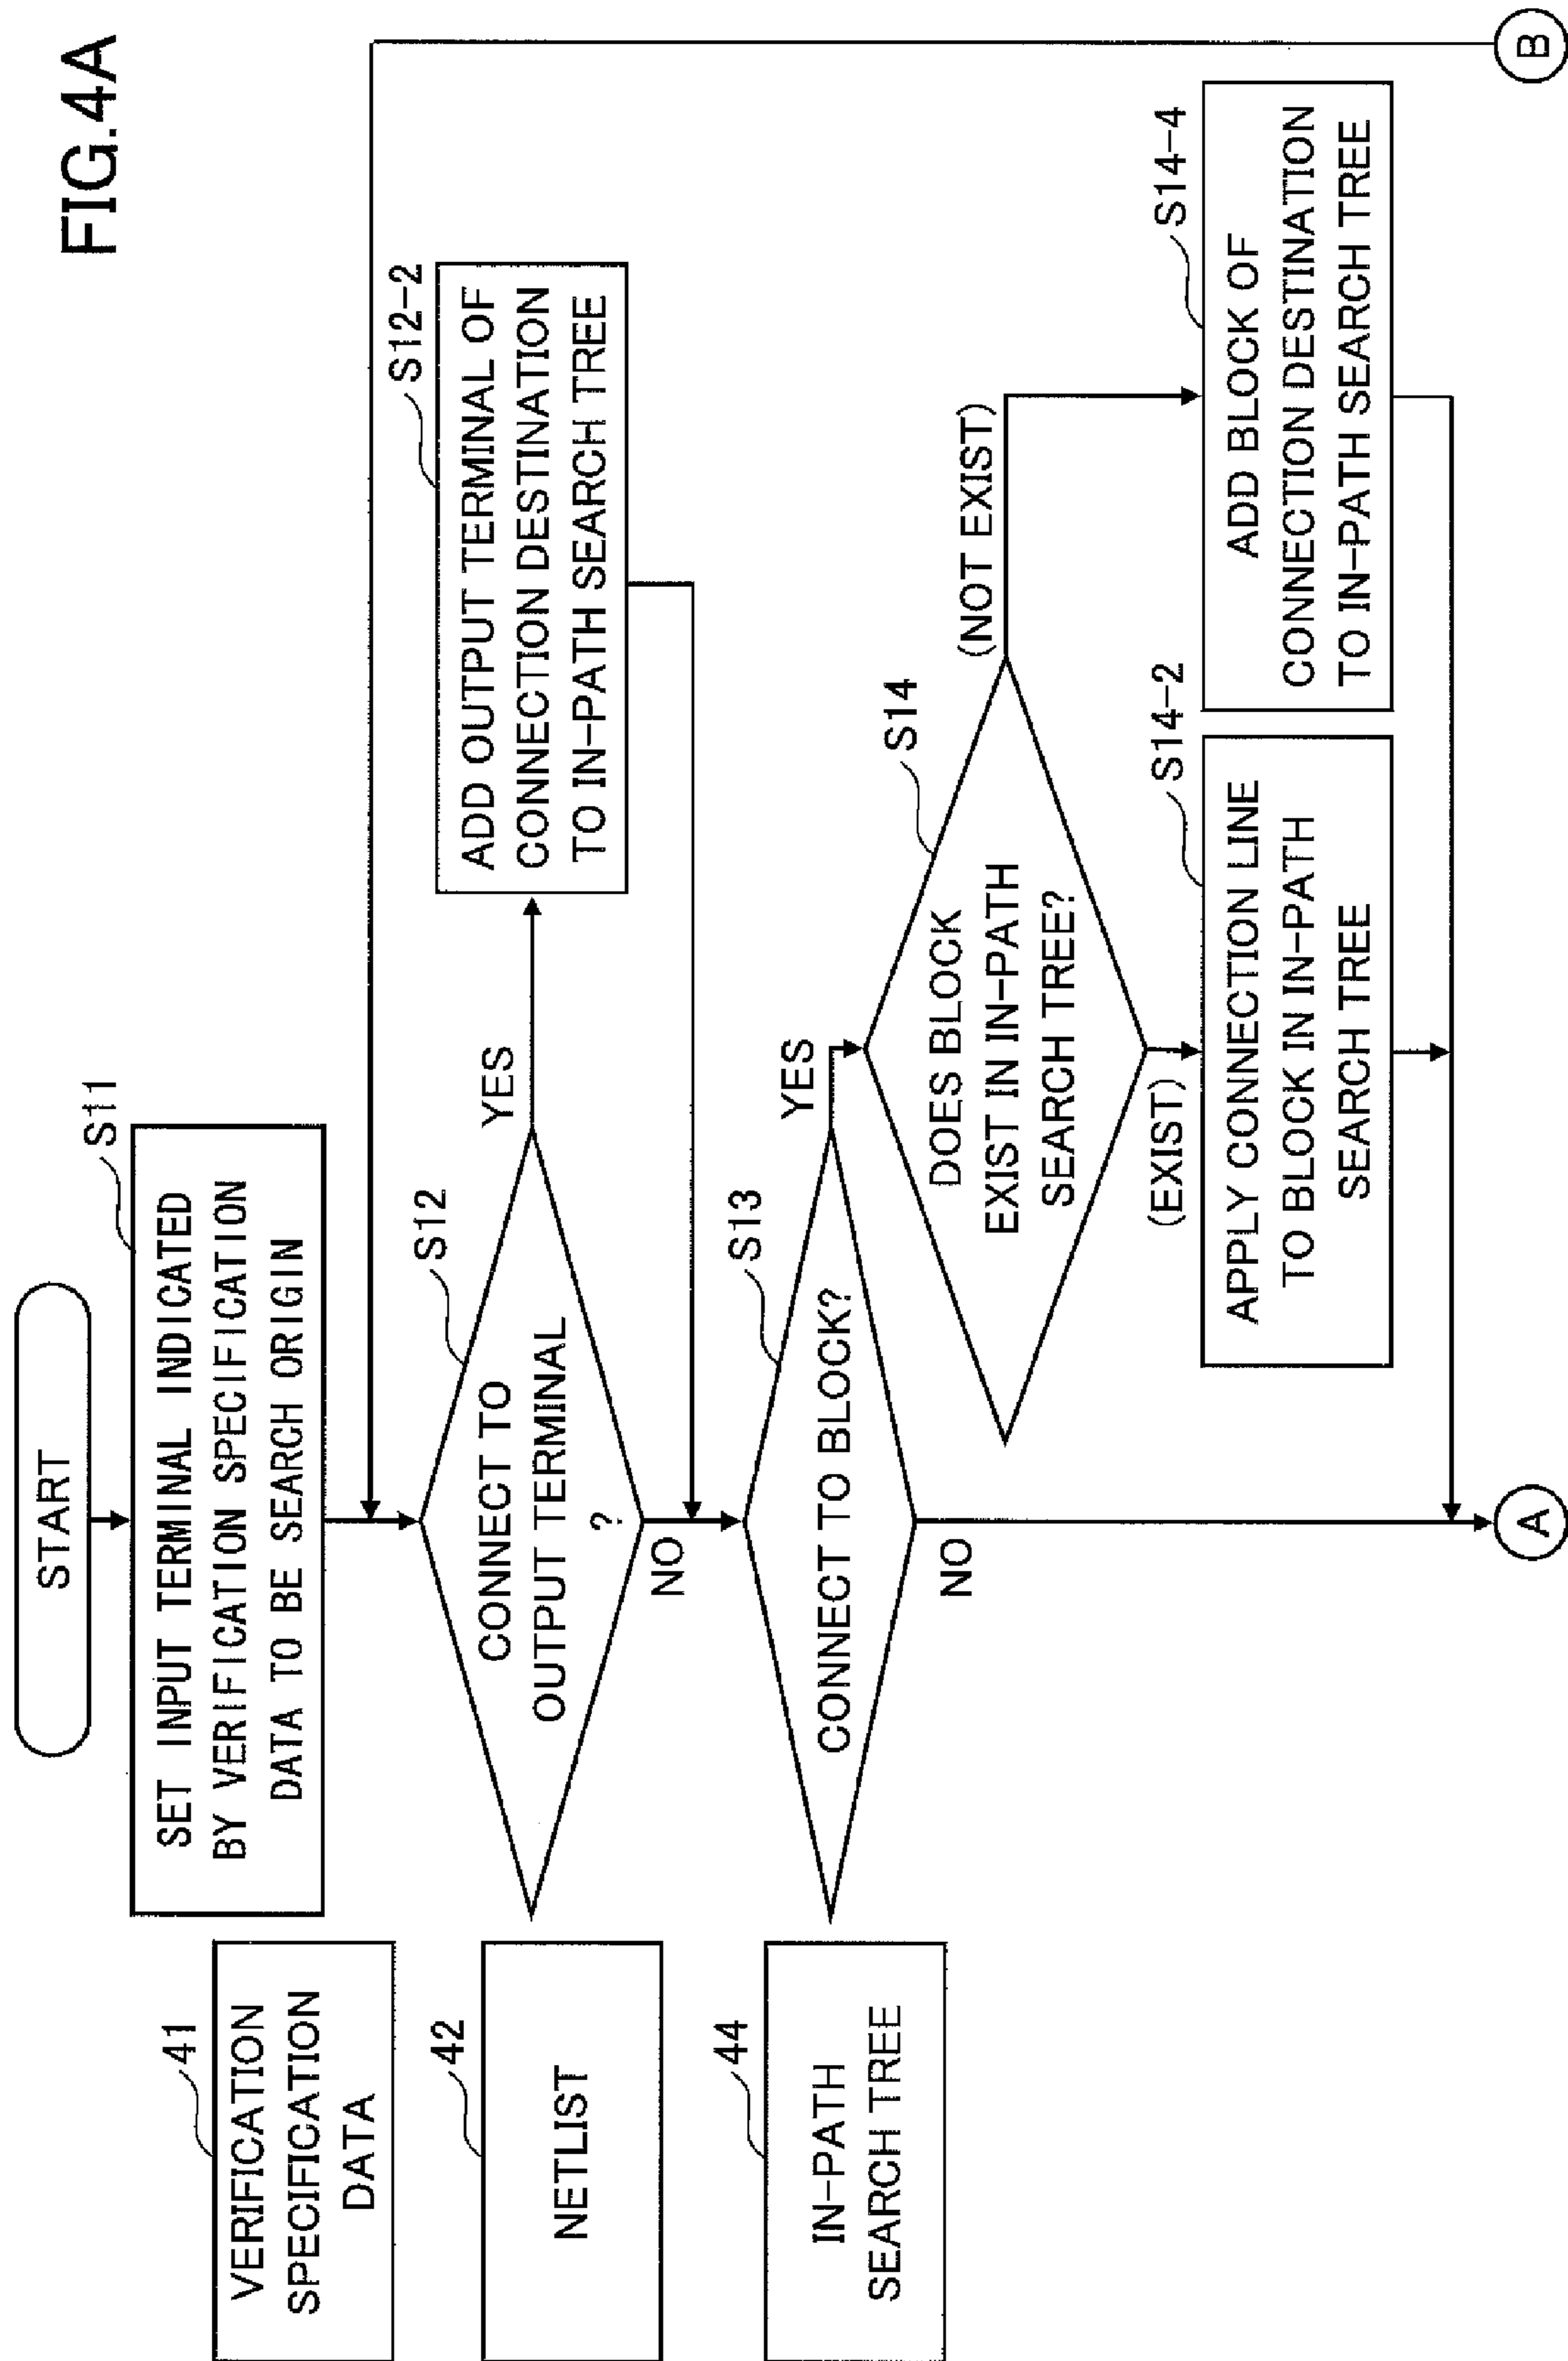 FIG.4A
START
S11
SET INPUT TERMINAL INDICATED
BY VERIFICATION SPECIFICATION
DATA TO BE SEARCH ORIGIN
41
VERIFICATION
SPECIFICATION
DATA
S12
CONNECT TO
OUTPUT TERMINAL
?
YES
NO
S12-2
ADD OUTPUT TERMINAL OF
CONNECTION DESTINATION
TO IN-PATH SEARCH TREE
42
NETLIST
S13
CONNECT TO BLOCK?
YES
NO
44
IN-PATH
SEARCH TREE
S14
DOES BLOCK
EXIST IN IN-PATH
SEARCH TREE?
(NOT EXIST)
(EXIST)
S14-2
APPLY CONNECTION LINE
TO BLOCK IN IN-PATH
SEARCH TREE
S14-4
ADD BLOCK OF
CONNECTION DESTINATION
TO IN-PATH SEARCH TREE
A
B